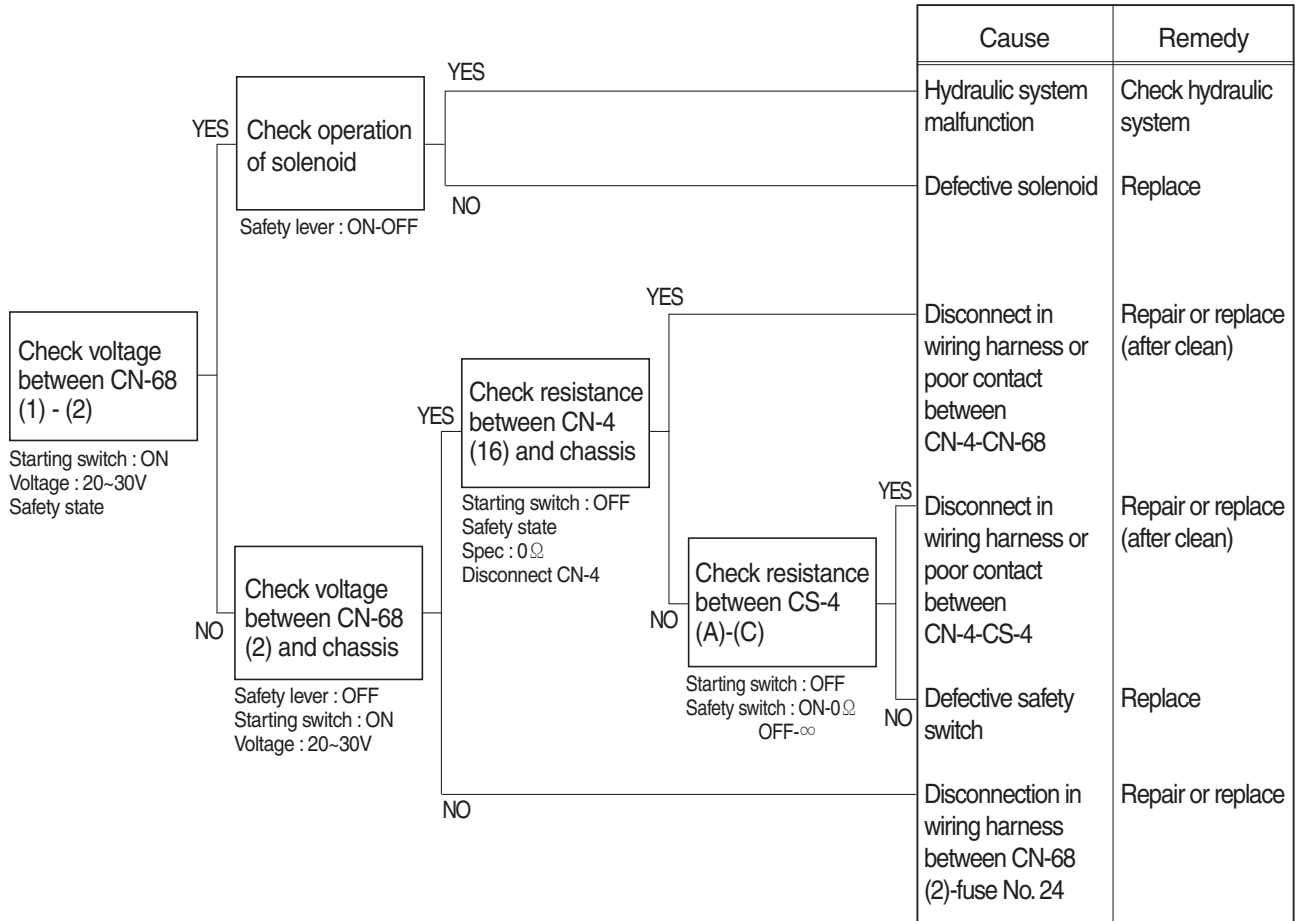 Cause
Remedy
YES
Hydraulic system
malfunction
Check hydraulic
system
YES
Check operation
of solenoid
NO
Defective solenoid
Replace
Safety lever : ON-OFF
YES
Disconnect in
wiring harness or
poor contact
between
CN-4-CN-68
Repair or replace
(after clean)
Check voltage
between CN-68
(1) - (2)
Starting switch : ON
Voltage : 20~30V
Safety state
YES
Check resistance
between CN-4
(16) and chassis
Starting switch : OFF
Safety state
Spec : 0Ω
Disconnect CN-4
YES
Disconnect in
wiring harness or
poor contact
between
CN-4-CS-4
Repair or replace
(after clean)
NO
Check voltage
between CN-68
(2) and chassis
Safety lever : OFF
Starting switch : ON
Voltage : 20~30V
NO
Check resistance
between CS-4
(A)-(C)
Starting switch : OFF
Safety switch : ON-0Ω
OFF-∞
NO
Defective safety
switch
Replace
NO
Disconnection in
wiring harness
between CN-68
(2)-fuse No. 24
Repair or replace